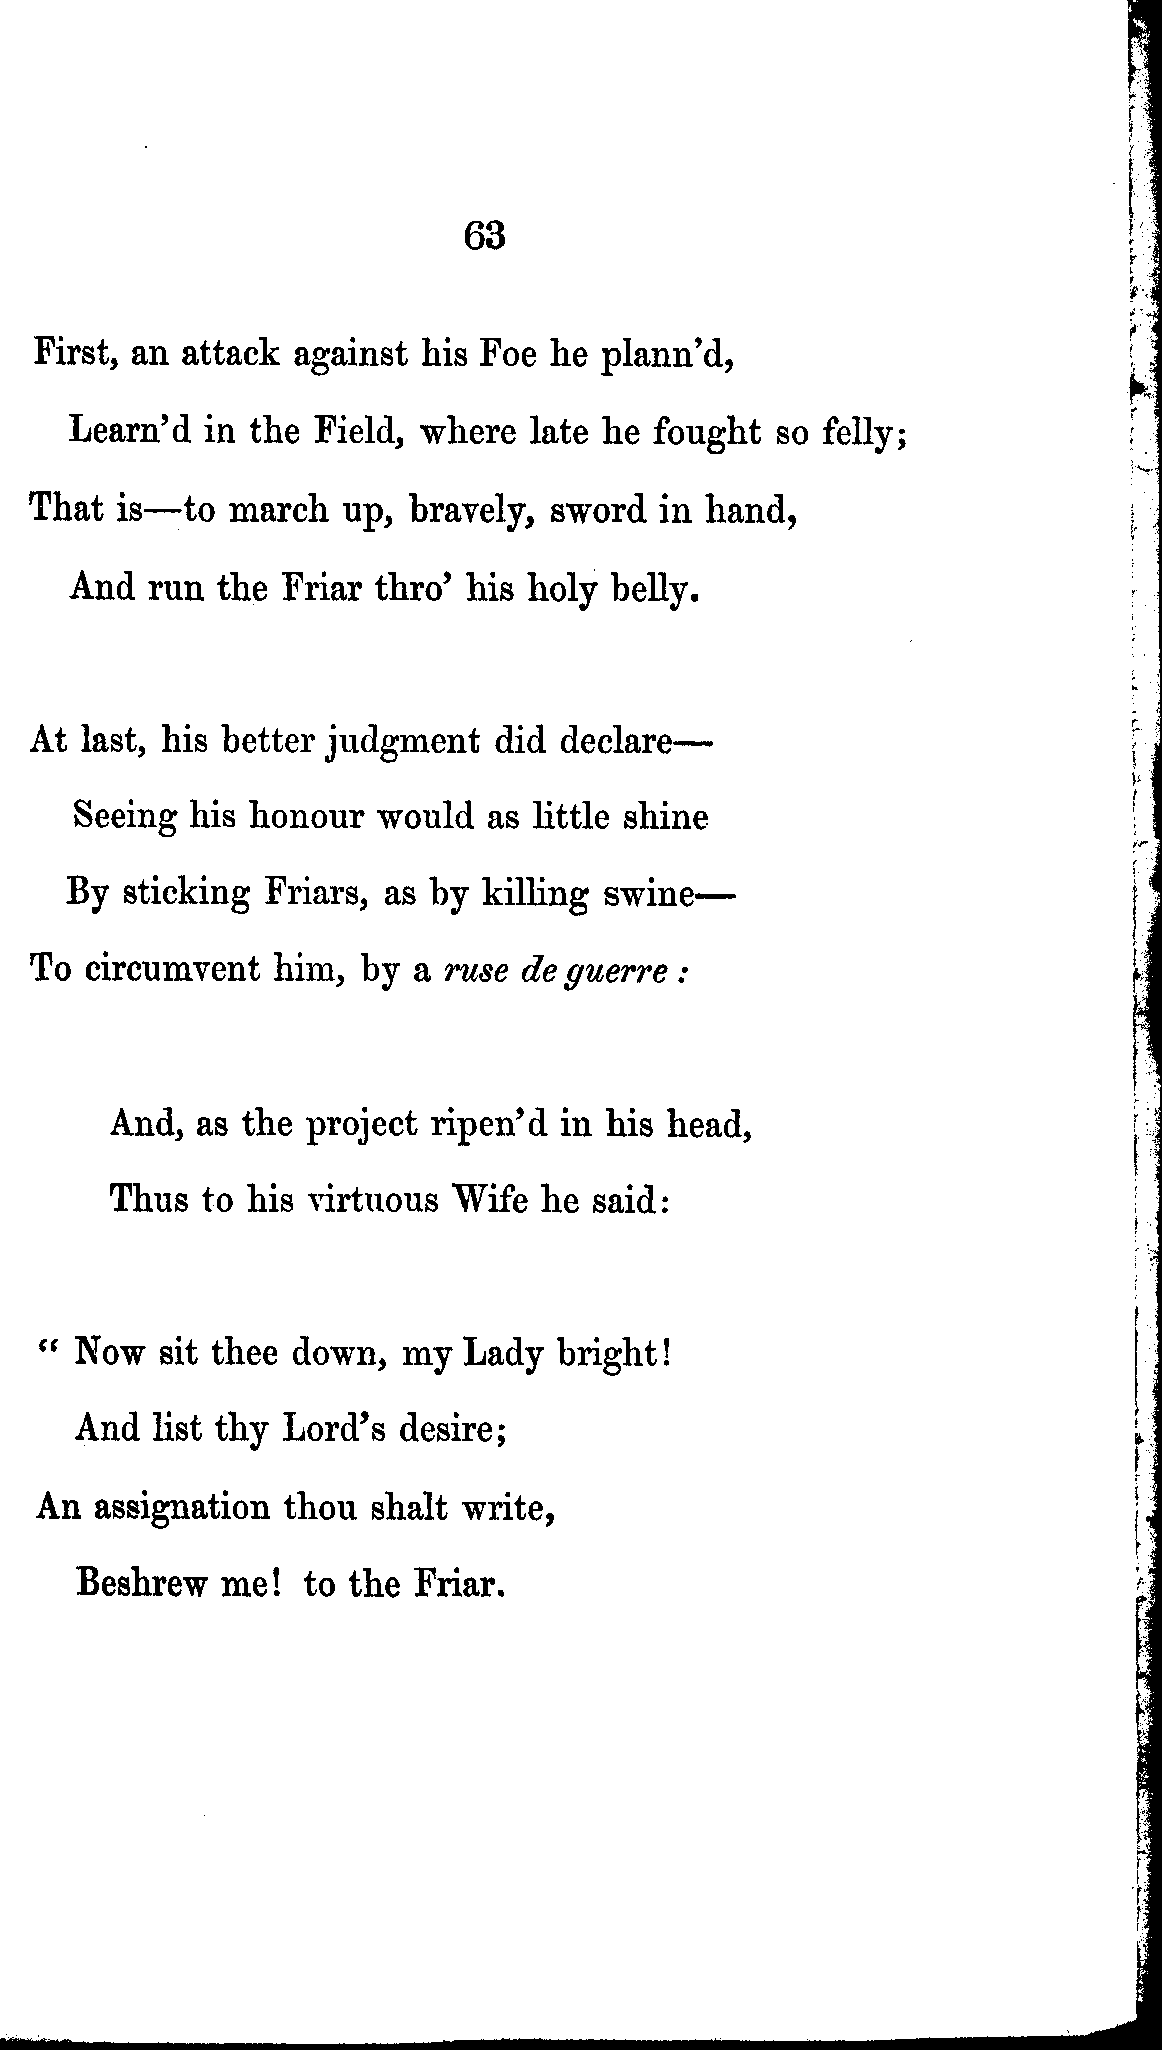 63
First, an attack against his Foe he plann'd,
Learn'd in the Field, where late he fought so felly;
That is—to march up, bravely, sword in hand,
And run the Friar thro' his holy belly.
At last, his better judgment did declare—
Seeing his honour would as little shine
By sticking Friars, as by killing swine—
To circumvent him, by a ruse de guerre :
And, as the project ripen'd in his head,
Thus to his virtuous Wife he said:
“ Now sit thee down, my Lady bright!
And list thy Lord's desire;
An assignation thou shalt write,
Beshrew me! to the Friar.